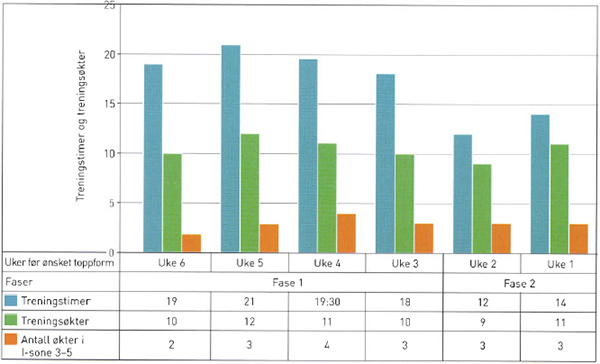 25
20
15
10
5
0
Treningstimer og treningsøkter
Uker før ønsket toppform Uke 6 Uke 5 Uke 4 Uke 3 Uke 2 Uke 1
Faser Fase 1 Fase 2
Treningstimer 19 21 19:30 18 12 14
Treningsøkter 10 12 11 10 9 11
Antall økter i
I-sone 3–5 2 3 4 3 3 3